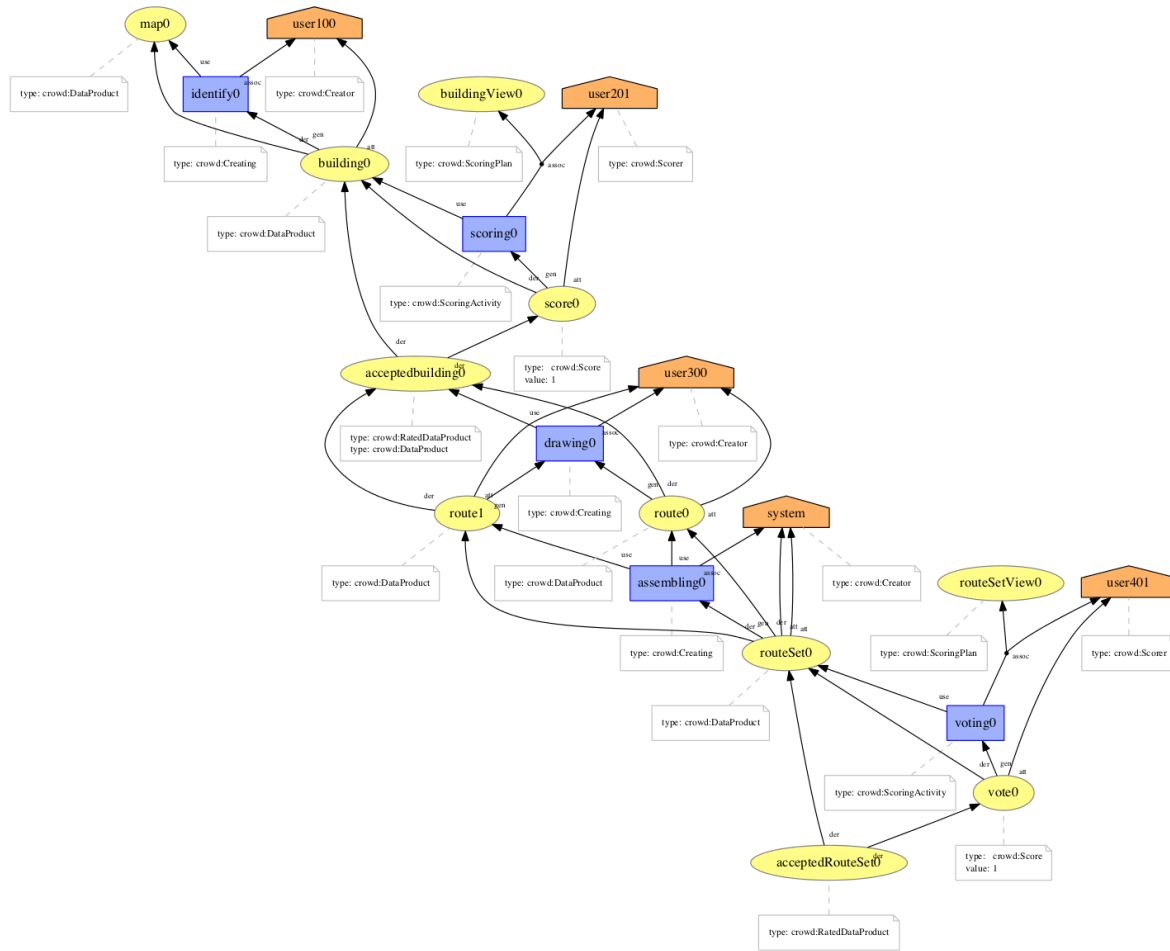 map0
user100
use
assoc
type: crowd:DataProduct
identify0
type: crowd:Creator
buildingView0
user201
der
gen
att
type: crowd:Creating
building0
type: crowd:ScoringPlan
assoc
type: crowd:Scorer
use
type: crowd:DataProduct
scoring0
der
gen
att
type: crowd:ScoringActivity
score0
der
der
type: crowd:Score
value: 1
acceptedbuilding0
user300
use
assoc
type: crowd:RatedDataProduct
type: crowd:DataProduct
drawing0
type: crowd:Creator
der
att
gen
gen
der
att
route1
type: crowd:Creating
route0
system
use
use
assoc
type: crowd:DataProduct
type: crowd:DataProduct
assembling0
type: crowd:Creator
routeSetView0
user401
der
gen
der
att
att
type: crowd:Creating
routeSet0
type: crowd:ScoringPlan
assoc
type: crowd:Scorer
use
type: crowd:DataProduct
voting0
der
gen
att
type: crowd:ScoringActivity
vote0
der
der
type: crowd:Score
value: 1
acceptedRouteSet0
type: crowd:RatedDataProduct